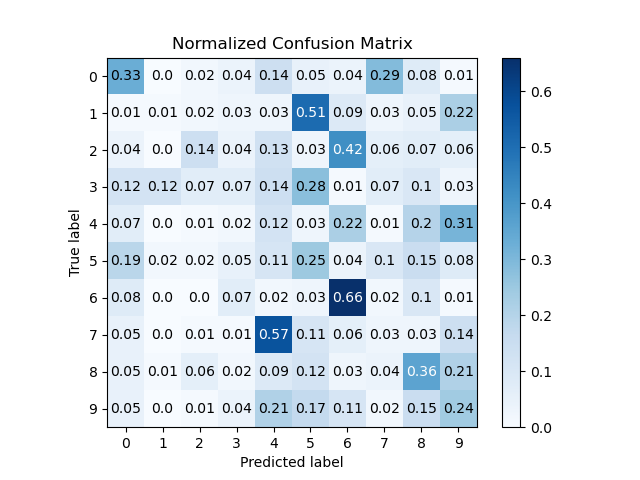 Normalized Confusion Matrix
0 0.33 0.0 0.02 0.04 0.14 0.05 0.04 0.29 0.08 0.01
1 0.01 0.01 0.02 0.03 0.03 0.51 0.09 0.03 0.05 0.22
2 0.04 0.0 0.14 0.04 0.13 0.03 0.42 0.06 0.07 0.06
3 0.12 0.12 0.07 0.07 0.14 0.28 0.01 0.07 0.1 0.03
4 0.07 0.0 0.01 0.02 0.12 0.03 0.22 0.01 0.2 0.31
5 0.19 0.02 0.02 0.05 0.11 0.25 0.04 0.1 0.15 0.08
6 0.08 0.0 0.0 0.07 0.02 0.03 0.66 0.02 0.1 0.01
7 0.05 0.0 0.01 0.01 0.57 0.11 0.06 0.03 0.03 0.14
8 0.05 0.01 0.06 0.02 0.09 0.12 0.03 0.04 0.36 0.21
9 0.05 0.0 0.01 0.04 0.21 0.17 0.11 0.02 0.15 0.24
0 1 2 3 4 5 6 7 8 9
Predicted label
True label
0.6
0.5
0.4
0.3
0.2
0.1
0.0